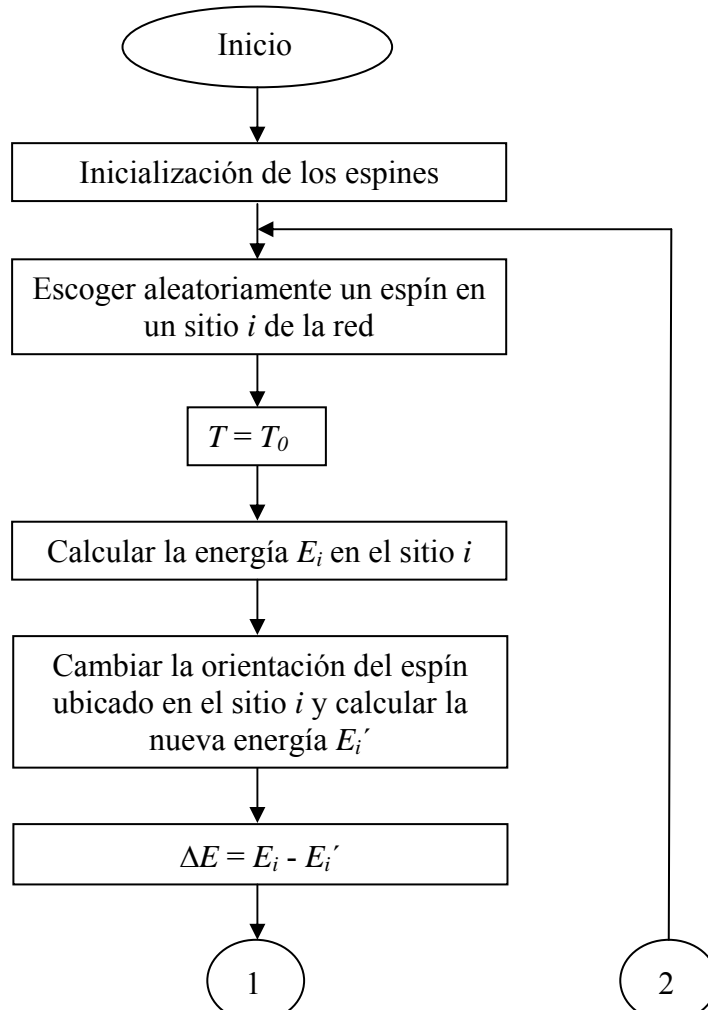 Inicio
Inicialización de los espines
Escoger aleatoriamente un espín en
un sitio i de la red
T = T0
Calcular la energía Ei en el sitio i
Cambiar la orientación del espín
ubicado en el sitio i y calcular la
nueva energía Ei´
ΔE = Ei - Ei´
1
2